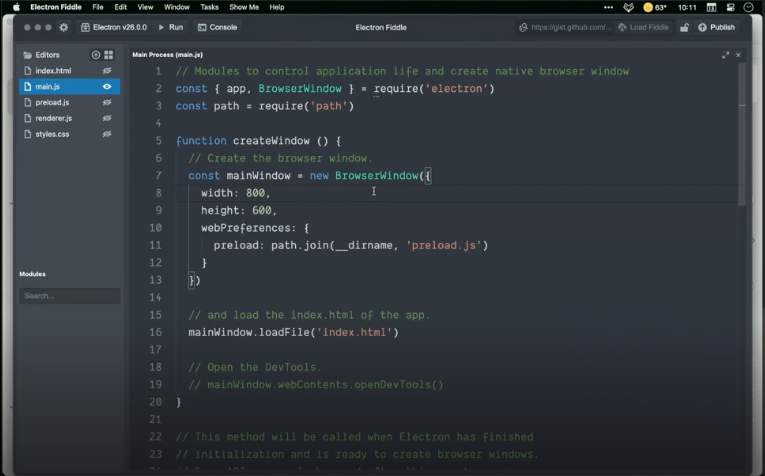 Electron Fiddle File Edit View Window Tasks Show Me Help ••• 63° 10:11
Electron v28.0.0 Run Console Electron Fiddle https://gist.github.com/... Load Fiddle Publish
Editors
index.html
main.js
preload.js
renderer.js
styles.css
Modules
Search...
Main Process (main.js)
1 // Modules to control application life and create native browser window
2 const { app, BrowserWindow } = require('electron')
3 const path = require('path')
4
5 function createWindow () {
6 // Create the browser window.
7 const mainWindow = new BrowserWindow({
8 width: 800,
9 height: 600,
10 webPreferences: {
11 preload: path.join(__dirname, 'preload.js')
12 }
13 })
14
15 // and load the index.html of the app.
16 mainWindow.loadFile('index.html')
17
18 // Open the DevTools.
19 // mainWindow.webContents.openDevTools()
20 }
21
22 // This method will be called when Electron has finished
23 // initialization and is ready to create browser windows.